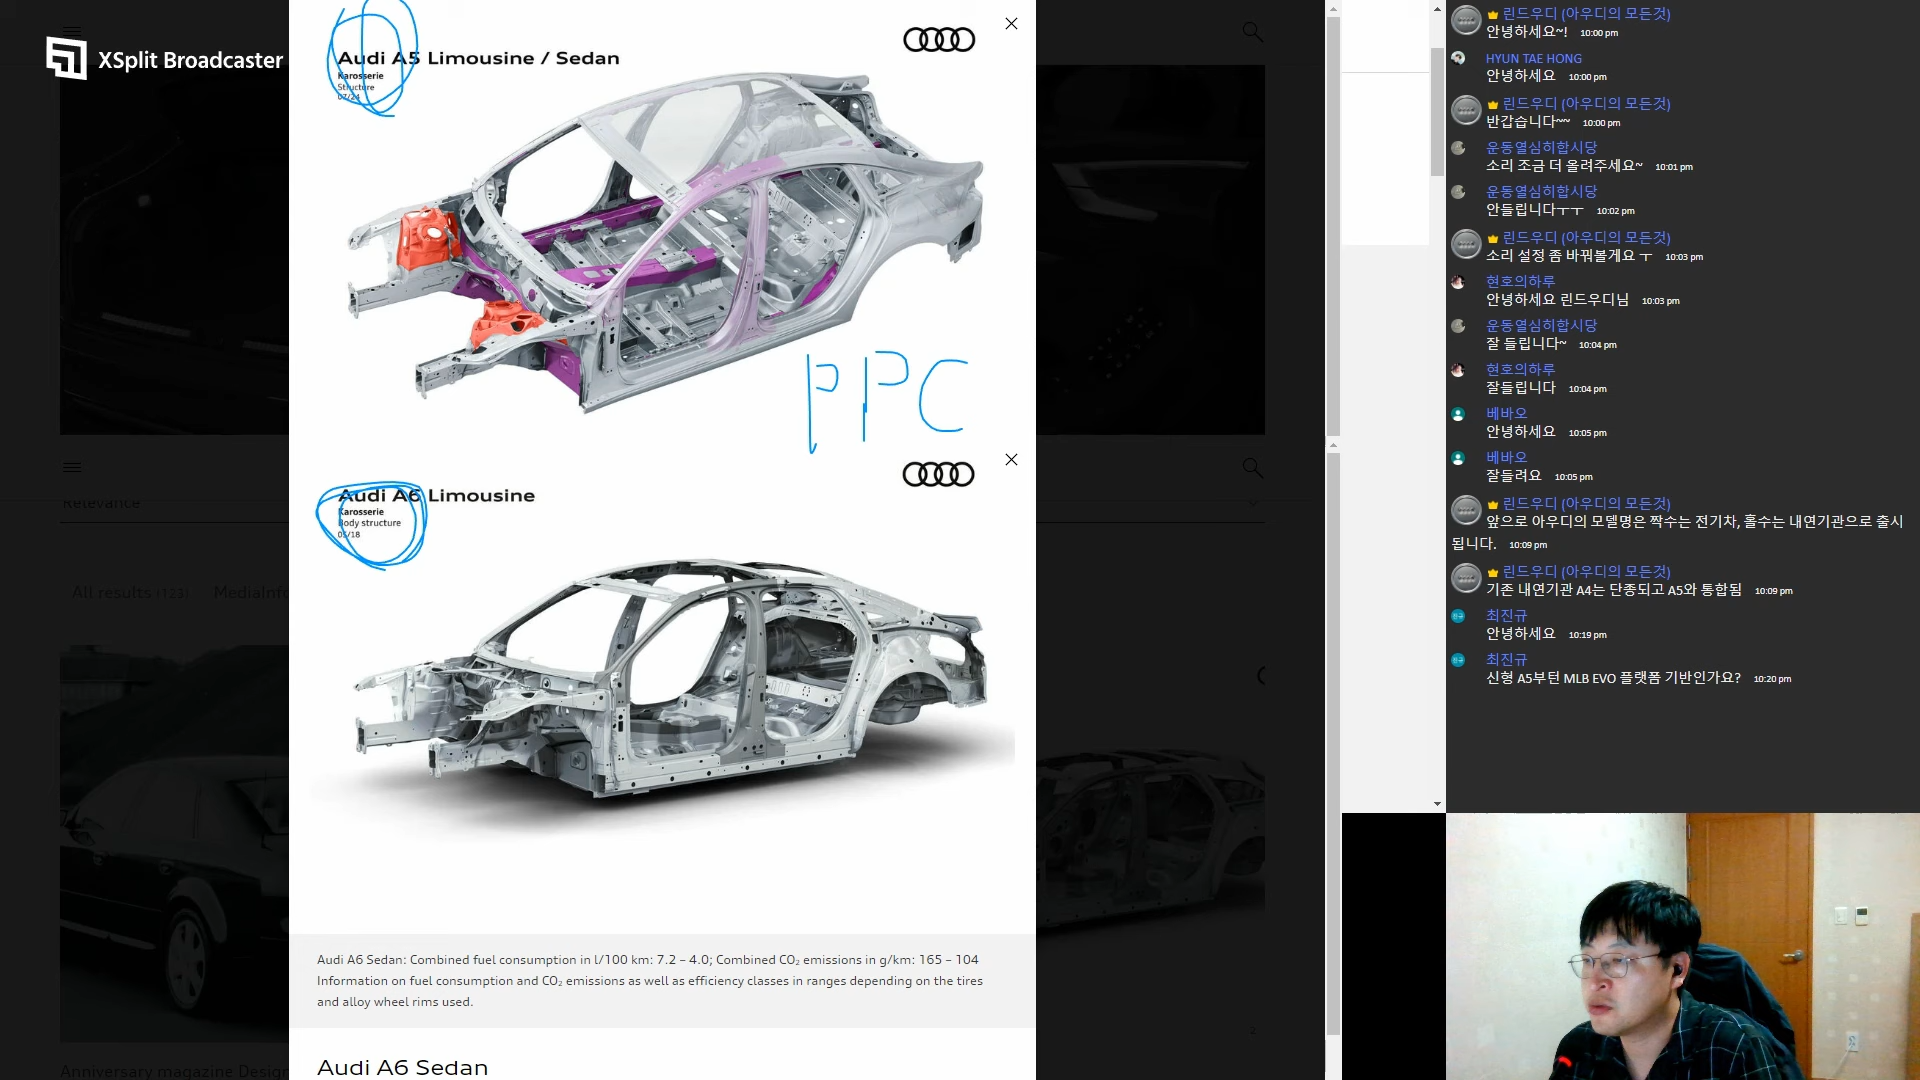 XSplit Broadcaster
Audi A5 Limousine / Sedan
Karosserie
Structure
07/24
PPC
Audi A6 Limousine
Karosserie
Body structure
05/18
Relevance
All results (123) MediaInfo
Anniversary magazine Design
2
Audi A6 Sedan: Combined fuel consumption in l/100 km: 7.2 – 4.0; Combined CO₂ emissions in g/km: 165 – 104
Information on fuel consumption and CO₂ emissions as well as efficiency classes in ranges depending on the tires
and alloy wheel rims used.
Audi A6 Sedan
린드우디 (아우디의 모든것)
안녕하세요~! 10:00 pm
HYUN TAE HONG
안녕하세요 10:00 pm
린드우디 (아우디의 모든것)
반갑습니다~~ 10:00 pm
운동열심히합시당
소리 조금 더 올려주세요~ 10:01 pm
운동열심히합시당
안들립니다ㅜㅜ 10:02 pm
린드우디 (아우디의 모든것)
소리 설정 좀 바꿔볼게요 ㅜ 10:03 pm
현호의하루
안녕하세요 린드우디님 10:03 pm
운동열심히합시당
잘 들립니다~ 10:04 pm
현호의하루
잘들립니다 10:04 pm
베바오
안녕하세요 10:05 pm
베바오
잘들려요 10:05 pm
린드우디 (아우디의 모든것)
앞으로 아우디의 모델명은 짝수는 전기차, 홀수는 내연기관으로 출시
됩니다. 10:09 pm
린드우디 (아우디의 모든것)
기존 내연기관 A4는 단종되고 A5와 통합됨 10:09 pm
최진규
안녕하세요 10:19 pm
최진규
신형 A5부턴 MLB EVO 플랫폼 기반인가요? 10:20 pm